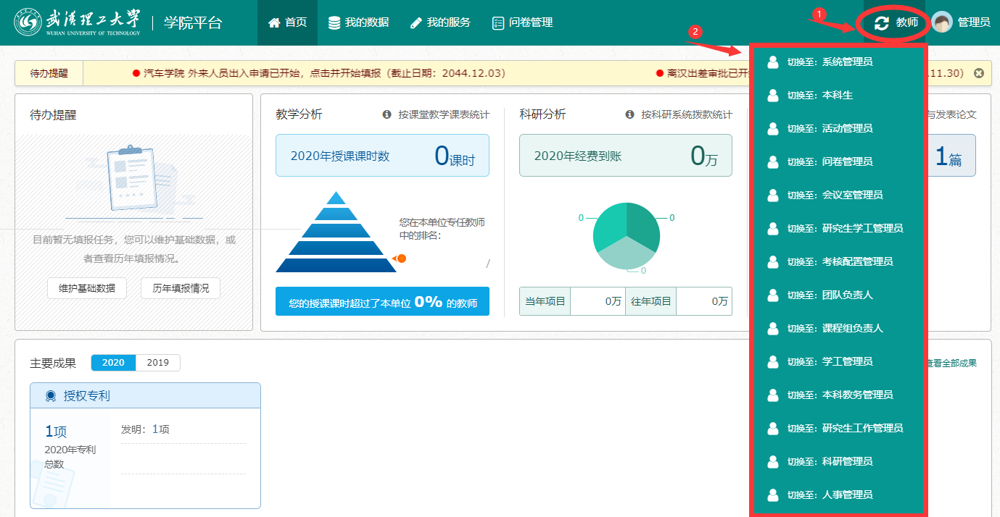 武汉理工大学
WUHAN UNIVERSITY OF TECHNOLOGY
学院平台
首页
我的数据
我的服务
问卷管理
1
教师
管理员
2
待办提醒
汽车学院 外来人员出入申请已开始，点击并开始填报（截止日期：2044.12.03）
离汉出差审批已开
.11.30）
待办提醒
目前暂无填报任务，您可以维护基础数据，或
者查看历年填报情况。
维护基础数据
历年填报情况
教学分析
按课堂教学课表统计
2020年授课课时数
0课时
您在本单位专任教师
中的排名：
/
您的授课课时超过了本单位 0% 的教师
科研分析
按科研系统拨款统计
2020年经费到账
0万
0
0
0
当年项目
0万
往年项目
0万
与发表论文
1篇
切换至：系统管理员
切换至：本科生
切换至：活动管理员
切换至：问卷管理员
切换至：会议室管理员
切换至：研究生学工管理员
切换至：考核配置管理员
切换至：团队负责人
切换至：课程组负责人
切换至：学工管理员
切换至：本科教务管理员
切换至：研究生工作管理员
切换至：科研管理员
切换至：人事管理员
主要成果
2020
2019
查看全部成果
授权专利
1项
2020年专利
总数
发明：1项